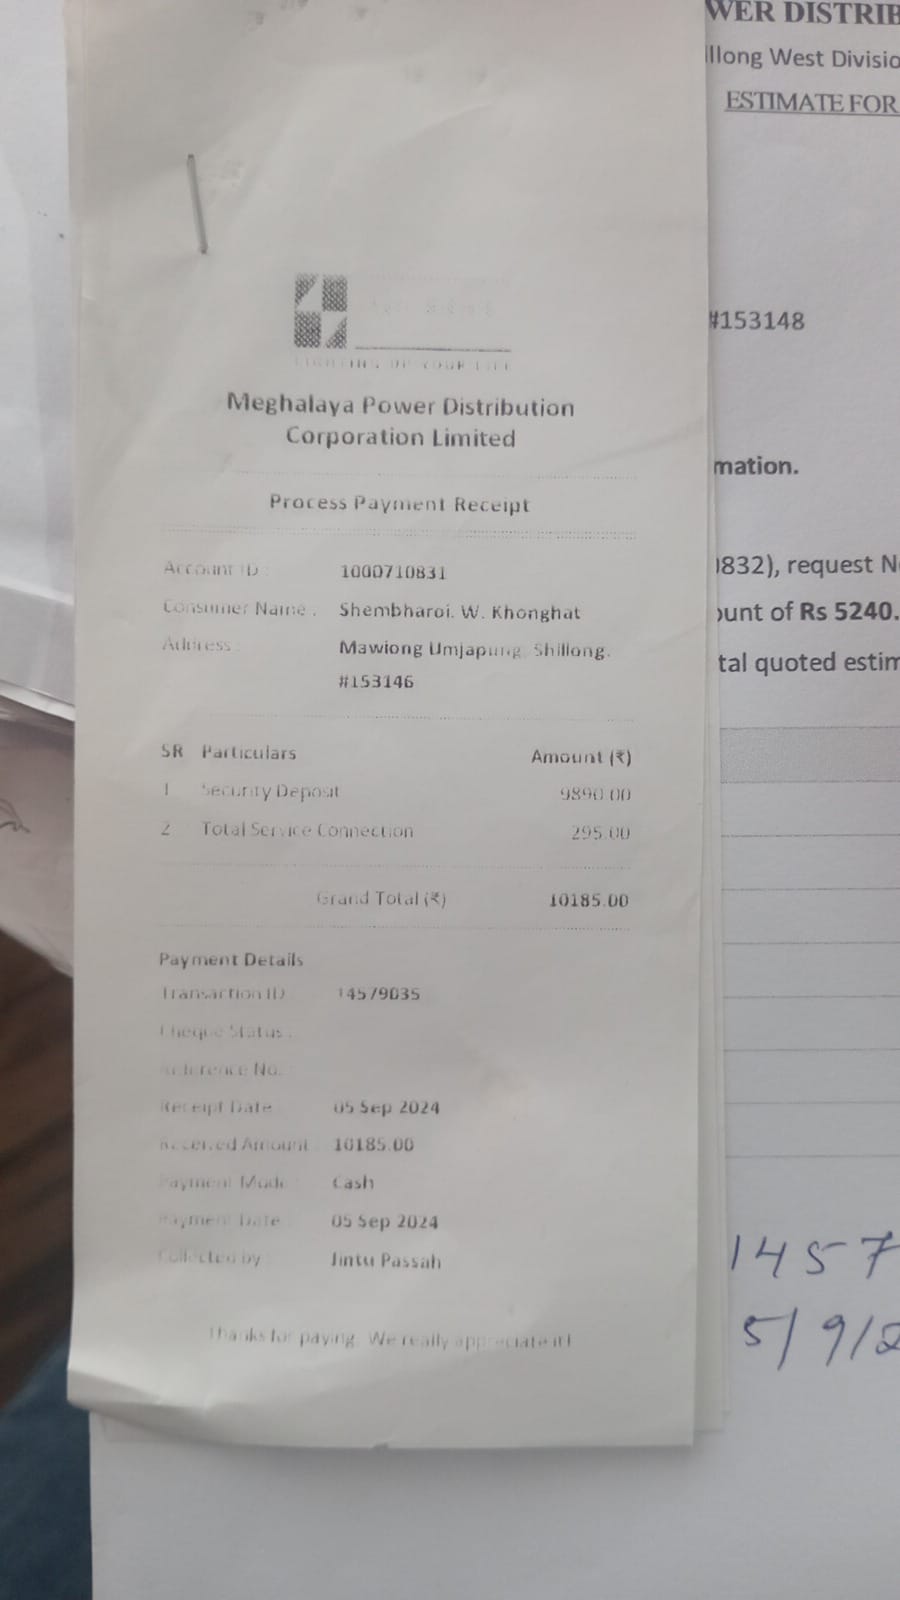 LIGHTING UP YOUR LIFE
Meghalaya Power Distribution
Corporation Limited
Process Payment Receipt
Account ID : 1000710831
Consumer Name : Shembharoi. W. Khonghat
Address : Mawiong Umjapung, Shillong.
#153146
SR Particulars Amount (₹)
1 Security Deposit 9890.00
2 Total Service Connection 295.00
Grand Total (₹) 10185.00
Payment Details
Transaction ID 14579035
Cheque Status :
Reference No. :
Receipt Date 05 Sep 2024
Received Amount 10185.00
Payment Mode : Cash
Payment Date 05 Sep 2024
Collected by : Jintu Passah
Thanks for paying. We really appreciate it!
WER DISTRIB
llong West Divisio
ESTIMATE FOR
#153148
mation.
832), request N
ount of Rs 5240.
tal quoted estim
1457
5/9/2